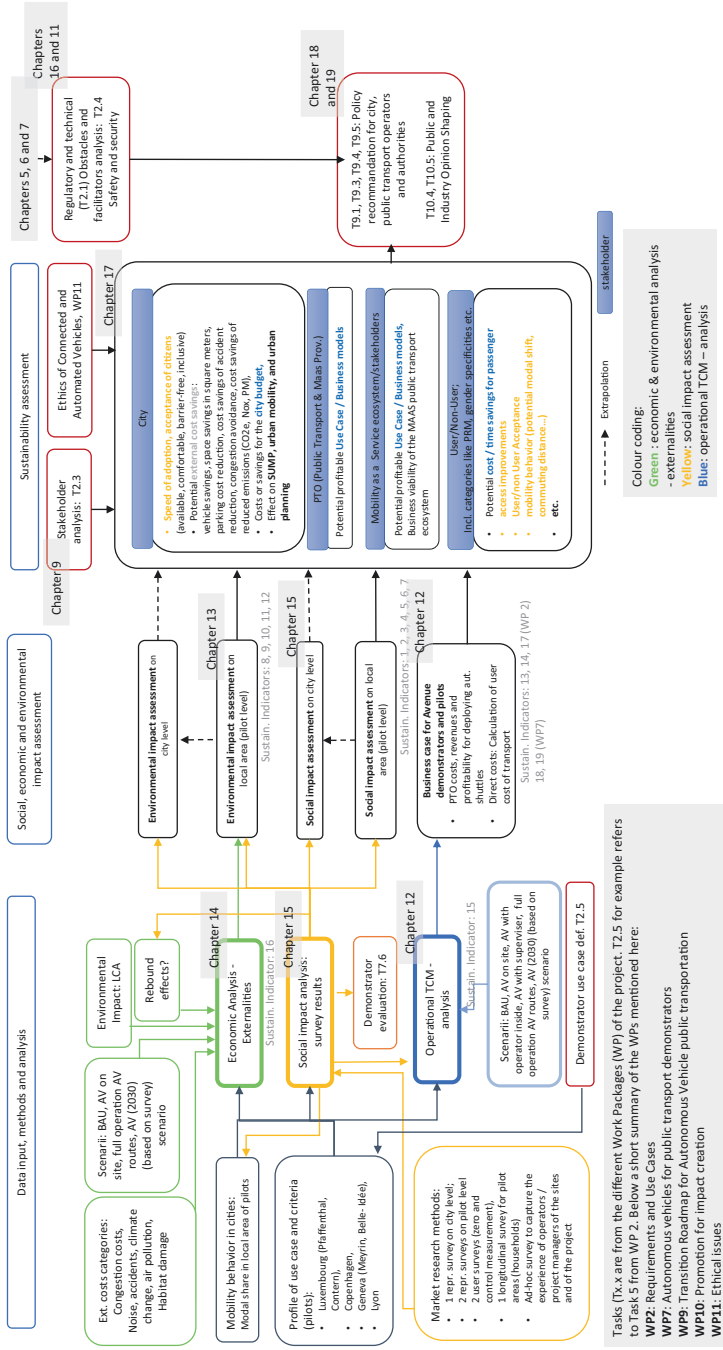 Data input, methods and analysis
Social, economic and environmental
impact assessment
Sustainability assessment
Chapters 5, 6 and 7
Ext. costs categories:
Congestion costs,
Noise, accidents, climate
change, air pollution,
Habitat damage
Scenarii: BAU, AV on
site, full operation AV
routes, AV (2030)
(based on survey)
scenario
Environmental
Impact: LCA
Rebound
effects?
Mobility behavior in cities:
Modal share in local area of pilots
Profile of use case and criteria
(pilots):
• Luxembourg (Pfaffenthal,
Contern),
• Copenhagen,
• Geneva (Meyrin, Belle- Idée),
• Lyon
Market research methods:
• 1 repr. survey on city level;
• 2 repr. surveys on pilot level
• 2 user surveys (zero and
control measurement),
• 1 longitudinal survey for pilot
areas (households)
• Ad-hoc survey to capture the
experience of operators /
project managers of the sites
and of the project
Chapter 14
Economic Analysis -
Externalities
Sustain. Indicator: 16
Chapter 15
Social impact analysis:
survey results
Demonstrator
evaluation: T7.6
Chapter 12
Operational TCM -
analysis
Sustain. Indicator: 15
Scenarii: BAU, AV on site, AV with
operator inside, AV with superviser, full
operation AV routes, AV (2030) (based on
survey) scenario
Demonstrator use case def. T2.5
Environmental impact assessment on
city level
Chapter 13
Environmental impact assessment on
local area (pilot level)
Sustain. Indicators: 8, 9, 10, 11, 12
Chapter 15
Social impact assessment on city level
Social impact assessment on local
area (pilot level)
Sustain. Indicators: 1, 2, 3, 4, 5, 6, 7
Chapter 12
Business case for Avenue
demonstrators and pilots
• PTO costs, revenues and
profitability for deploying aut.
shuttles
• Direct costs: Calculation of user
cost of transport
Sustain. Indicators: 13, 14, 17 (WP 2)
18, 19 (WP7)
Chapter 9
Stakeholder
analysis: T2.3
Ethics of Connected and
Automated Vehicles, WP11
Chapter 17
City
• Speed of adoption, acceptance of citizens
(available, comfortable, barrier-free, inclusive)
• Potential external cost savings:
vehicle savings, space savings in square meters,
parking cost reduction, cost savings of accident
reduction, congestion avoidance, cost savings of
reduced emissions (CO2e, Nox, PM),
• Costs or savings for the city budget,
• Effect on SUMP, urban mobility, and urban
planning
PTO (Public Transport & Maas Prov.)
Potential profitable Use Case / Business models
Mobility as a Service ecosystem/stakeholders
Potential profitable Use Case / Business models,
Business viability of the MAAS public transport
ecosystem
User/Non-User;
Incl. categories like PRM, gender specificities etc.
• Potential cost / time savings for passenger
• access improvements
• User/non User Acceptance
• mobility behavior (potential modal shift,
commuting distance...)
• etc.
Chapters
16 and 11
Regulatory and technical
(T2.1) Obstacles and
facilitators analysis: T2.4
Safety and security
Chapter 18
and 19
T9.1, T9.3, T9.4, T9.5: Policy
recommandation for city,
public transport operators
and authorities
T10.4, T10.5: Public and
Industry Opinion Shaping
Extrapolation
stakeholder
Colour coding:
Green : economic & environmental analysis
- externalities
Yellow: social impact assessment
Blue: operational TCM – analysis
Tasks (Tx.x are from the different Work Packages (WP) of the project. T2.5 for example refers
to Task 5 from WP 2. Below a short summary of the WPs mentioned here:
WP2: Requirements and Use Cases
WP7: Autonomous vehicles for public transport demonstrators
WP9: Transition Roadmap for Autonomous Vehicle public transportation
WP10: Promotion for impact creation
WP11: Ethical issues